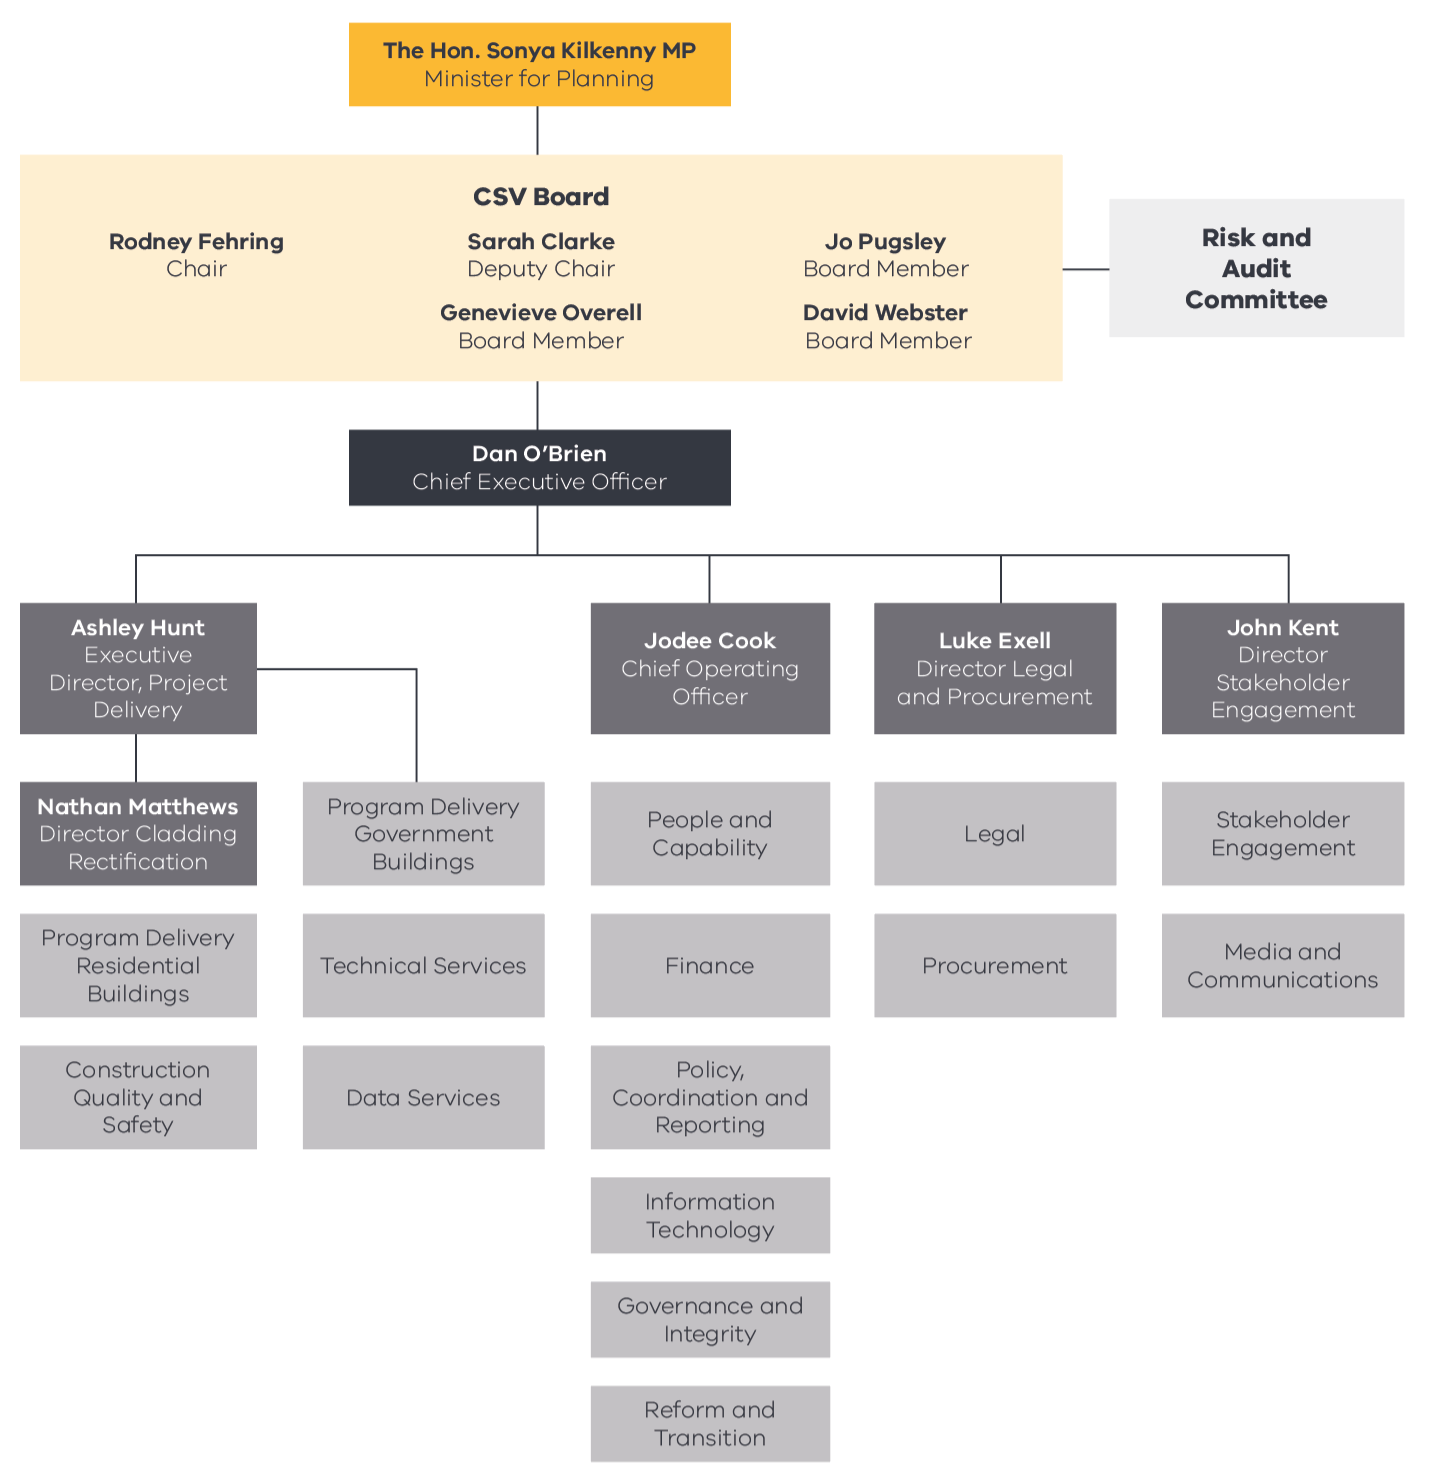 The Hon. Sonya Kilkenny MP
Minister for Planning
CSV Board
Rodney Fehring
Chair
Sarah Clarke
Deputy Chair
Jo Pugsley
Board Member
Genevieve Overell
Board Member
David Webster
Board Member
Risk and
Audit
Committee
Dan O’Brien
Chief Executive Officer
Ashley Hunt
Executive
Director, Project
Delivery
Jodee Cook
Chief Operating
Officer
Luke Exell
Director Legal
and Procurement
John Kent
Director
Stakeholder
Engagement
Nathan Matthews
Director Cladding
Rectification
Program Delivery
Government
Buildings
People and
Capability
Legal
Stakeholder
Engagement
Program Delivery
Residential
Buildings
Technical Services
Finance
Procurement
Media and
Communications
Construction
Quality and
Safety
Data Services
Policy,
Coordination and
Reporting
Information
Technology
Governance and
Integrity
Reform and
Transition